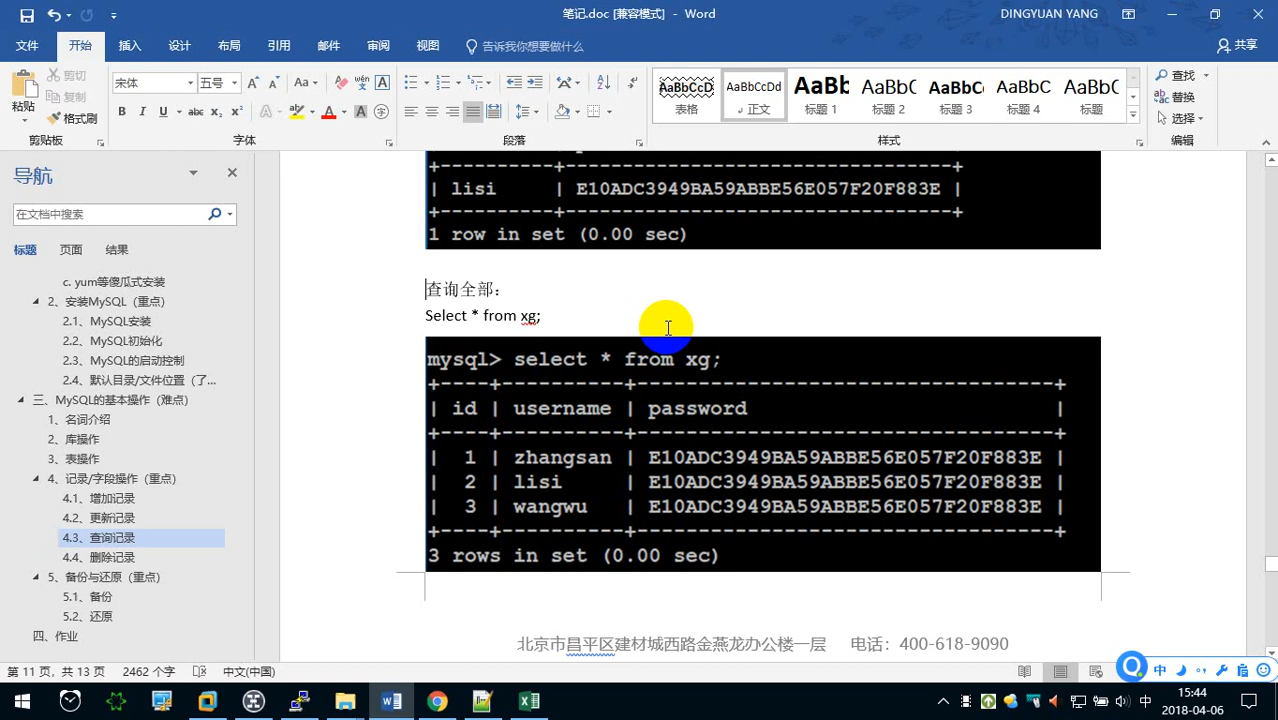 笔记.doc [兼容模式] - Word
DINGYUAN YANG
文件 开始 插入 设计 布局 引用 邮件 审阅 视图 告诉我你想要做什么 共享
粘贴 剪切 复制 格式刷
宋体 五号
AaBbCcD 表格
AaBbCcDd 正文
AaBb 标题 1
AaBbC 标题 2
AaBbC 标题 3
AaBbC 标题 4
AaBbC 标题 5
查找
替换
选择
剪贴板 字体 段落 样式 编辑
导航
在文档中搜索
标题 页面 结果
c. yum等傻瓜式安装
2、安装MySQL（重点）
2.1、MySQL安装
2.2、MySQL初始化
2.3、MySQL的启动控制
2.4、默认目录/文件位置（了...
三、MySQL的基本操作（难点）
1、名词介绍
2、库操作
3、表操作
4、记录/字段操作（重点）
4.1、增加记录
4.2、更新记录
4.3、查询记录
4.4、删除记录
5、备份与还原（重点）
5.1、备份
5.2、还原
四、作业
+----------+----------------------------------+
| lisi | E10ADC3949BA59ABBE56E057F20F883E |
+----------+----------------------------------+
1 row in set (0.00 sec)
查询全部：
Select * from xg;
mysql> select * from xg;
+----+----------+----------------------------------+
| id | username | password |
+----+----------+----------------------------------+
| 1 | zhangsan | E10ADC3949BA59ABBE56E057F20F883E |
| 2 | lisi | E10ADC3949BA59ABBE56E057F20F883E |
| 3 | wangwu | E10ADC3949BA59ABBE56E057F20F883E |
+----+----------+----------------------------------+
3 rows in set (0.00 sec)
北京市昌平区建材城西路金燕龙办公楼一层 电话：400-618-9090
第 11 页，共 13 页 2462 个字 中文(中国)
中
中
15:44
2018-04-06